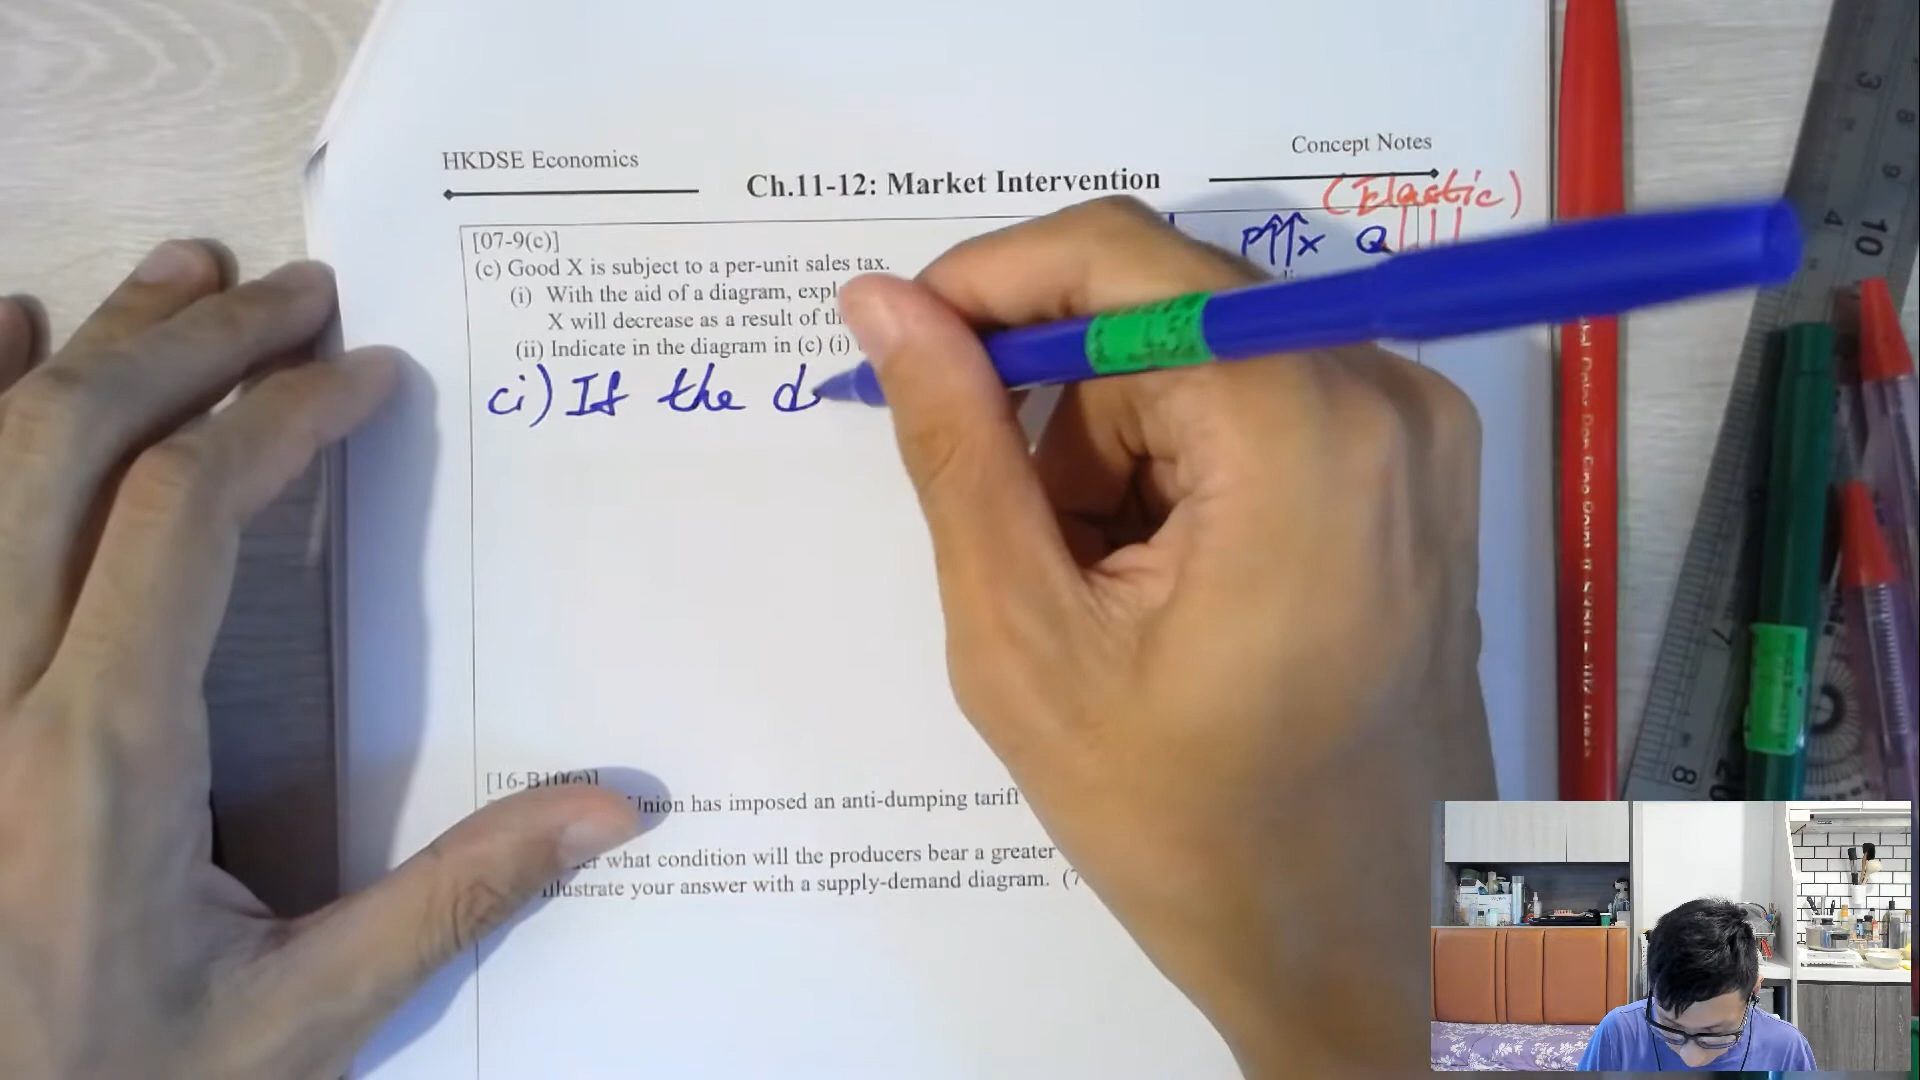 HKDSE Economics
Concept Notes
Ch.11-12: Market Intervention
(Elastic)
P↑↑ x Q↓↓↓
[07-9(c)]
(c) Good X is subject to a per-unit sales tax.
(i) With the aid of a diagram, expl
X will decrease as a result of th
(ii) Indicate in the diagram in (c) (i)
ci) If the d
[16-B10(c)]
Union has imposed an anti-dumping tariff
what condition will the producers bear a greater
illustrate your answer with a supply-demand diagram. (7